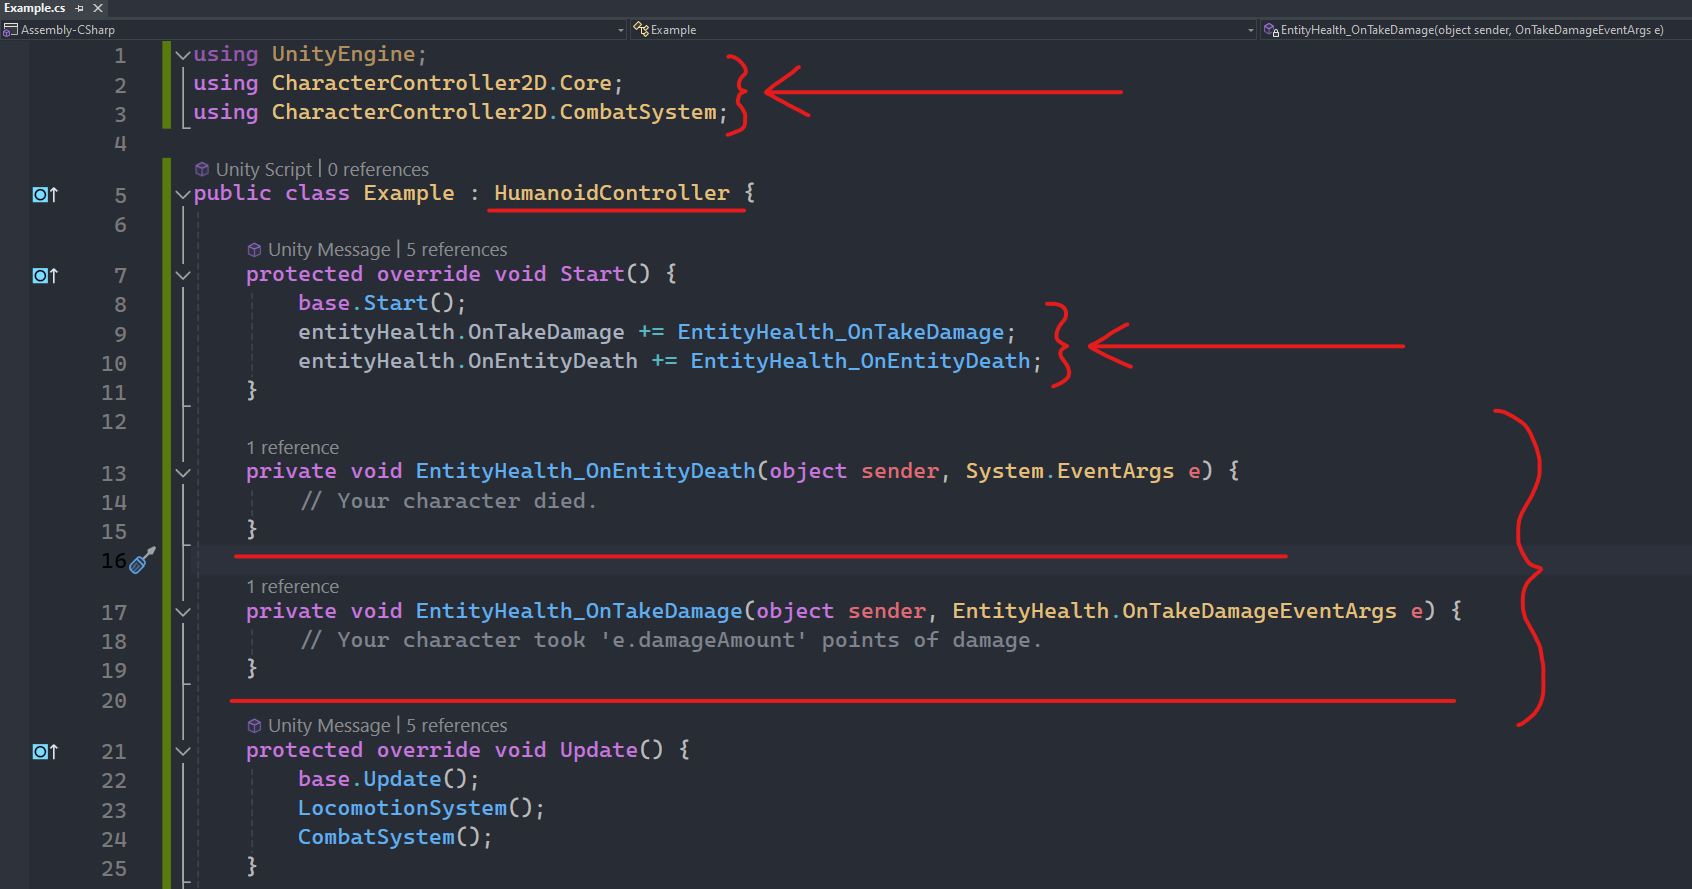 Example.cs
Assembly-CSharp
Example
EntityHealth_OnTakeDamage(object sender, OnTakeDamageEventArgs e)
1 using UnityEngine;
2 using CharacterController2D.Core;
3 using CharacterController2D.CombatSystem;
4
Unity Script | 0 references
5 public class Example : HumanoidController {
6
Unity Message | 5 references
7 protected override void Start() {
8 base.Start();
9 entityHealth.OnTakeDamage += EntityHealth_OnTakeDamage;
10 entityHealth.OnEntityDeath += EntityHealth_OnEntityDeath;
11 }
12
1 reference
13 private void EntityHealth_OnEntityDeath(object sender, System.EventArgs e) {
14 // Your character died.
15 }
16
1 reference
17 private void EntityHealth_OnTakeDamage(object sender, EntityHealth.OnTakeDamageEventArgs e) {
18 // Your character took 'e.damageAmount' points of damage.
19 }
20
Unity Message | 5 references
21 protected override void Update() {
22 base.Update();
23 LocomotionSystem();
24 CombatSystem();
25 }